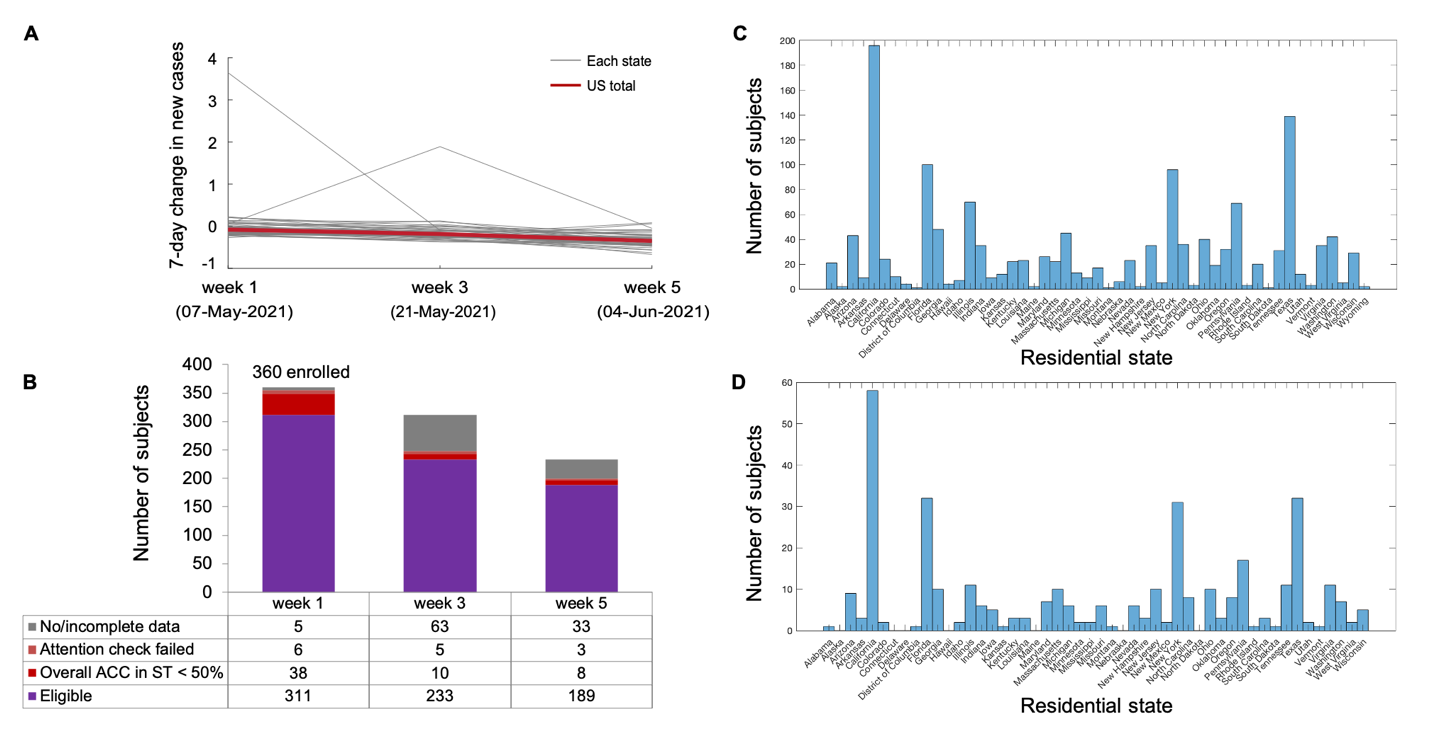 A
7-day change in new cases
4
3
2
1
0
-1
Each state
US total
week 1
(07-May-2021)
week 3
(21-May-2021)
week 5
(04-Jun-2021)
B
Number of subjects
400
350
300
250
200
150
100
50
0
360 enrolled
week 1 week 3 week 5
No/incomplete data 5 63 33
Attention check failed 6 5 3
Overall ACC in ST < 50% 38 10 8
Eligible 311 233 189
C
Number of subjects
200
180
160
140
120
100
80
60
40
20
0
Alabama
Alaska
Arizona
Arkansas
California
Colorado
Connecticut
Delaware
District of Columbia
Florida
Georgia
Hawaii
Idaho
Illinois
Indiana
Iowa
Kansas
Kentucky
Louisiana
Maine
Maryland
Massachusetts
Michigan
Minnesota
Mississippi
Missouri
Montana
Nebraska
Nevada
New Hampshire
New Jersey
New Mexico
New York
North Carolina
North Dakota
Ohio
Oklahoma
Oregon
Pennsylvania
Rhode Island
South Carolina
South Dakota
Tennessee
Texas
Utah
Vermont
Virginia
Washington
Wisconsin
Wyoming
Residential state
D
Number of subjects
60
50
40
30
20
10
0
Alabama
Alaska
Arizona
Arkansas
California
Colorado
Connecticut
Delaware
District of Columbia
Florida
Georgia
Hawaii
Idaho
Illinois
Indiana
Iowa
Kansas
Kentucky
Louisiana
Maine
Maryland
Massachusetts
Michigan
Minnesota
Mississippi
Missouri
Montana
Nebraska
Nevada
New Hampshire
New Jersey
New Mexico
New York
North Carolina
North Dakota
Ohio
Oklahoma
Oregon
Pennsylvania
Rhode Island
South Carolina
South Dakota
Tennessee
Texas
Utah
Vermont
Virginia
Washington
Wisconsin
Residential state